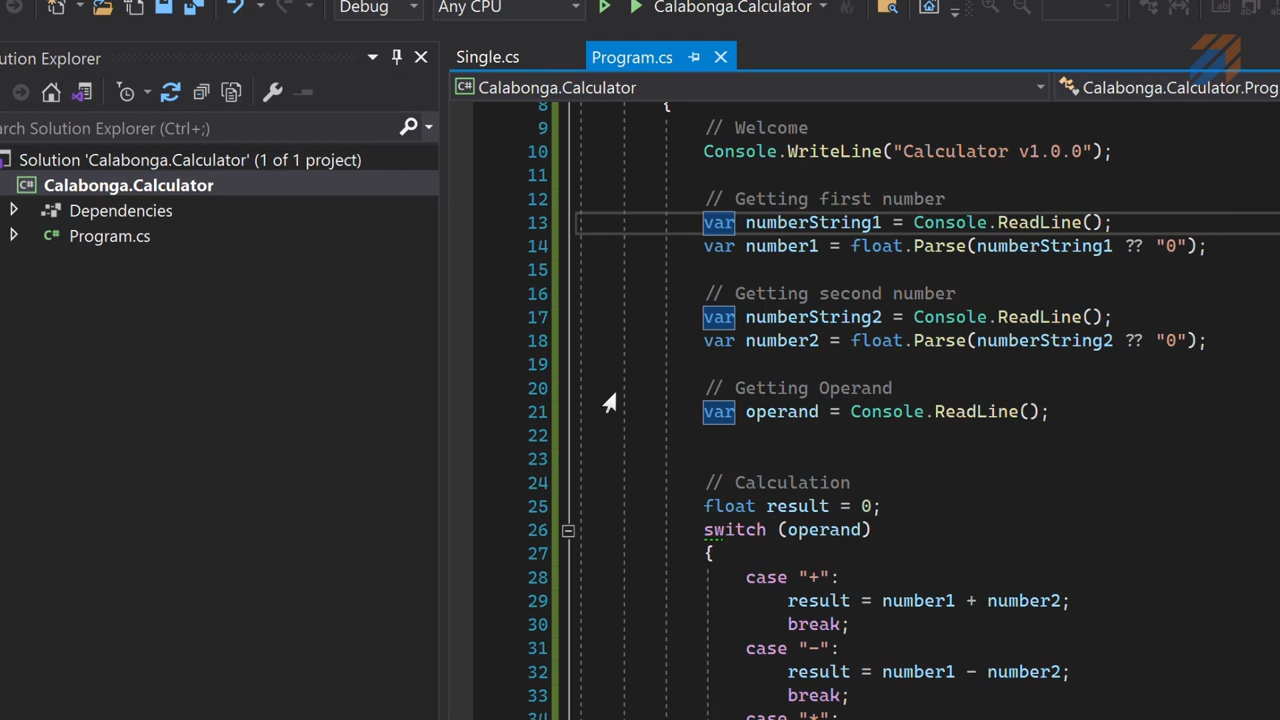 Debug
Any CPU
Calabonga.Calculator
ution Explorer
Single.cs
Program.cs
Calabonga.Calculator
Calabonga.Calculator.Prog
rch Solution Explorer (Ctrl+;)
Solution 'Calabonga.Calculator' (1 of 1 project)
Calabonga.Calculator
Dependencies
C# Program.cs
8 {
9 // Welcome
10 Console.WriteLine("Calculator v1.0.0");
11
12 // Getting first number
13 var numberString1 = Console.ReadLine();
14 var number1 = float.Parse(numberString1 ?? "0");
15
16 // Getting second number
17 var numberString2 = Console.ReadLine();
18 var number2 = float.Parse(numberString2 ?? "0");
19
20 // Getting Operand
21 var operand = Console.ReadLine();
22
23
24 // Calculation
25 float result = 0;
26 switch (operand)
27 {
28 case "+":
29 result = number1 + number2;
30 break;
31 case "-":
32 result = number1 - number2;
33 break;
34 case "*":